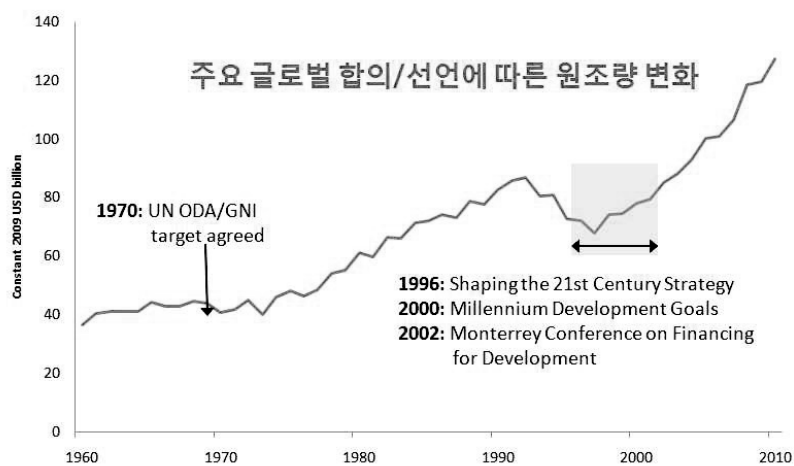 주요 글로벌 합의/선언에 따른 원조량 변화
Constant 2009 USD billion
140
120
100
80
60
40
20
0
1970: UN ODA/GNI
target agreed
1996: Shaping the 21st Century Strategy
2000: Millennium Development Goals
2002: Monterrey Conference on Financing
for Development
1960
1970
1980
1990
2000
2010